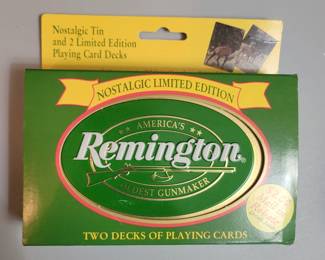 Nostalgic Tin
and 2 Limited Edition
Playing Card Decks
NOSTALGIC LIMITED EDITION
AMERICA'S
Remington®
OLDEST GUNMAKER
TWO DECKS OF PLAYING CARDS